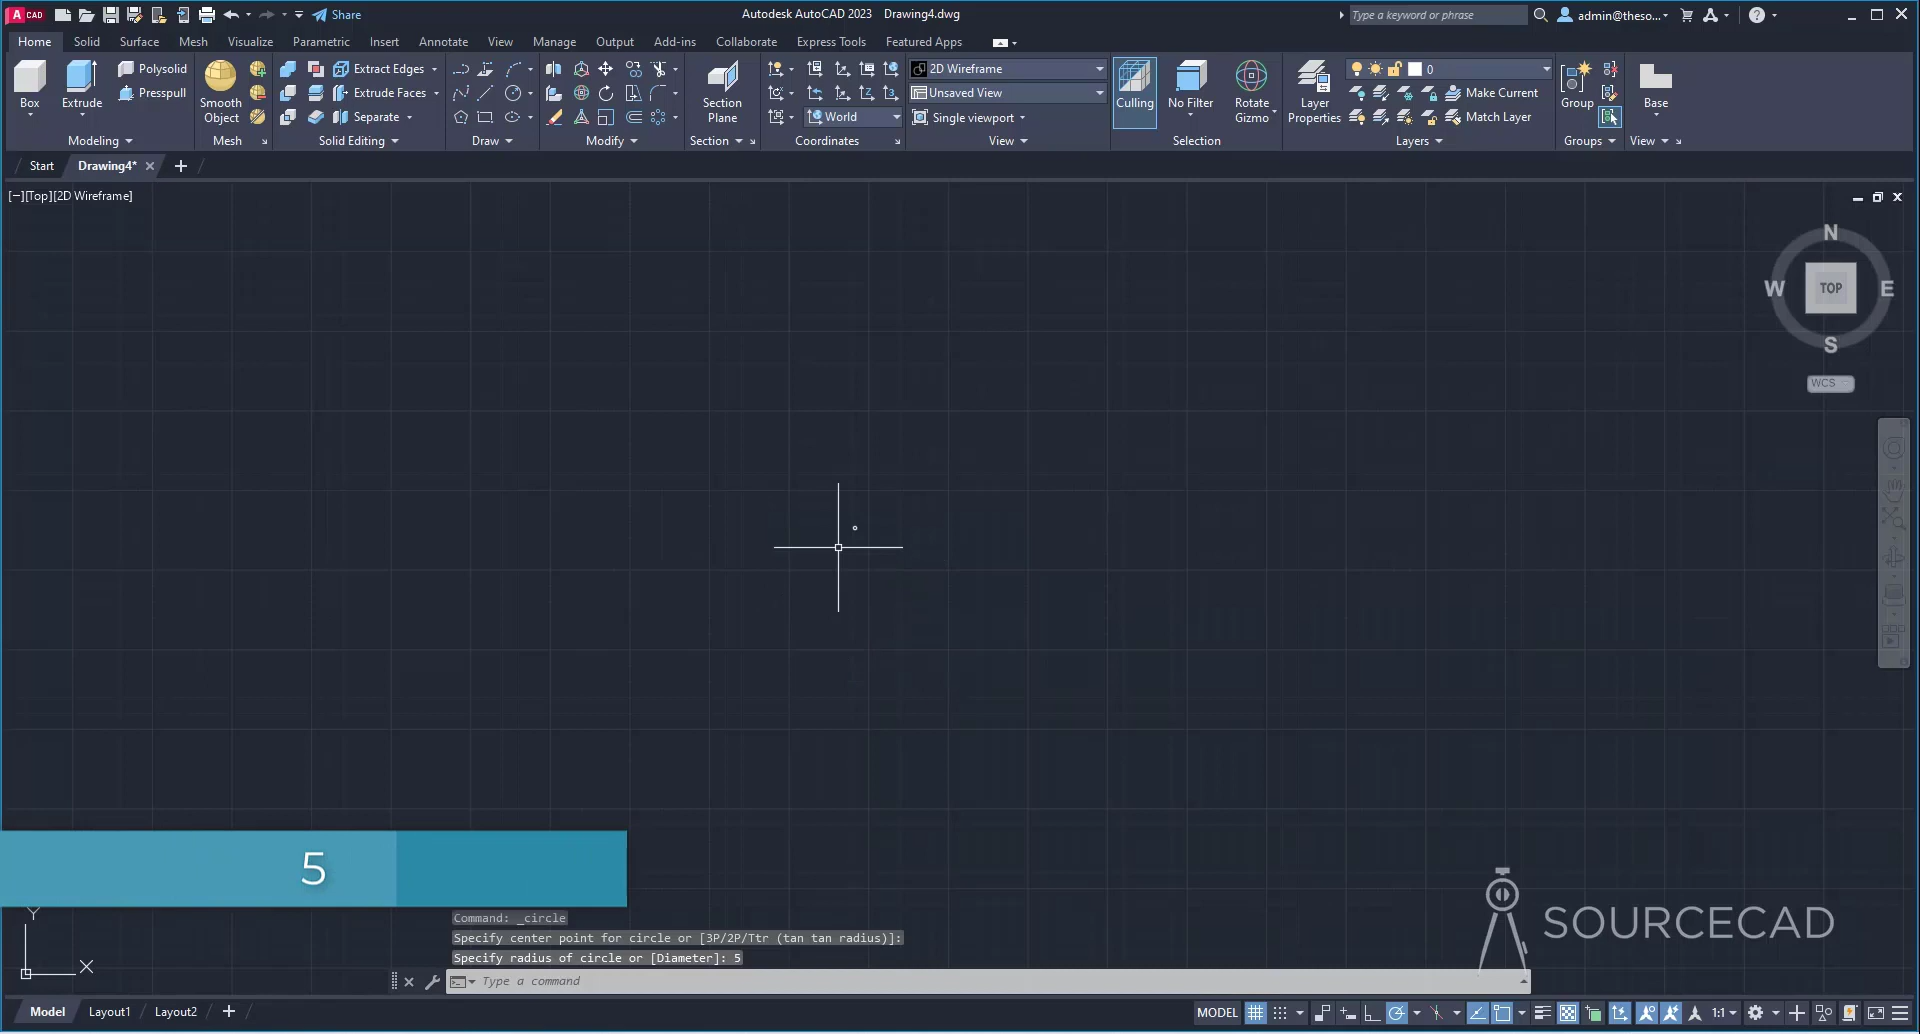 A CAD Share Autodesk AutoCAD 2023 Drawing4.dwg Type a keyword or phrase admin@theso...
Home Solid Surface Mesh Visualize Parametric Insert Annotate View Manage Output Add-ins Collaborate Express Tools Featured Apps
Polysolid Extract Edges 2D Wireframe 0
Presspull Extrude Faces Unsaved View Make Current
Box Extrude Smooth Object Separate Section Plane World Single viewport Culling No Filter Rotate Gizmo Layer Properties Match Layer Group Base
Modeling Mesh Solid Editing Draw Modify Section Coordinates View Selection Layers Groups View
Start Drawing4*
[−][Top][2D Wireframe]
N
W TOP E
S
WCS
5
Y
Command: _circle
SOURCECAD
Specify center point for circle or [3P/2P/Ttr (tan tan radius)]:
Specify radius of circle or [Diameter]: 5
X
Type a command
Model Layout1 Layout2 MODEL 1:1